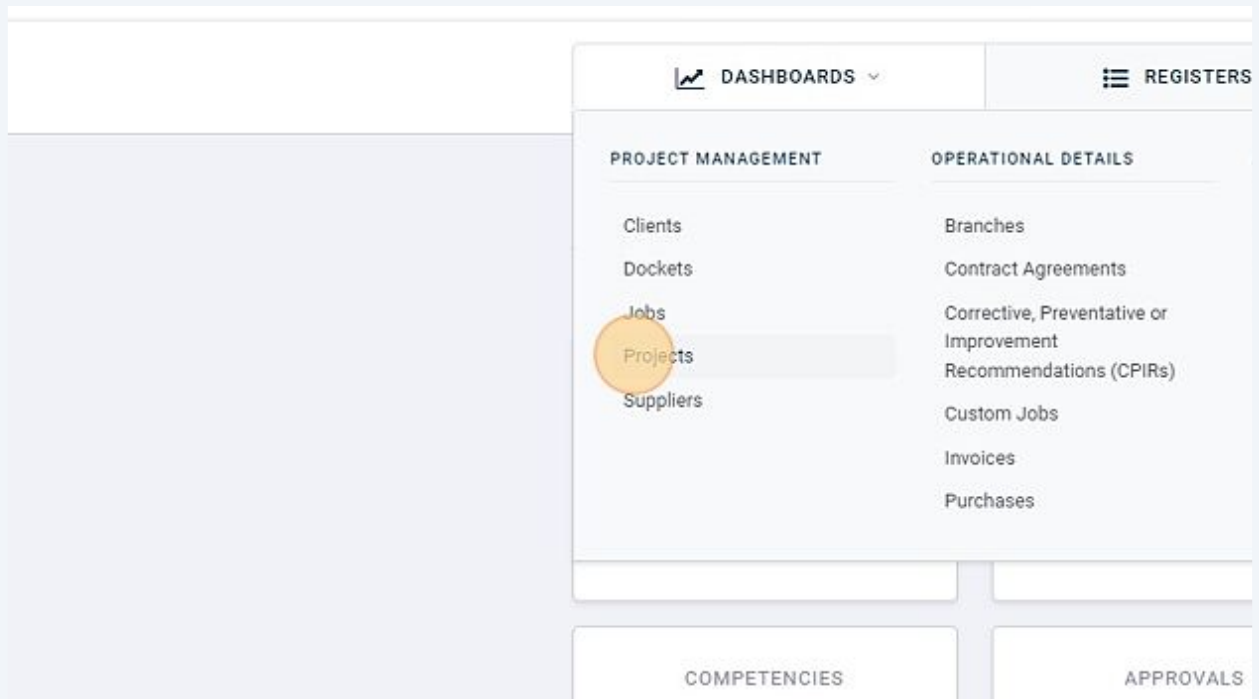 DASHBOARDS
REGISTERS
PROJECT MANAGEMENT
Clients
Dockets
Jobs
Projects
Suppliers
OPERATIONAL DETAILS
Branches
Contract Agreements
Corrective, Preventative or
Improvement
Recommendations (CPIRs)
Custom Jobs
Invoices
Purchases
COMPETENCIES
APPROVALS